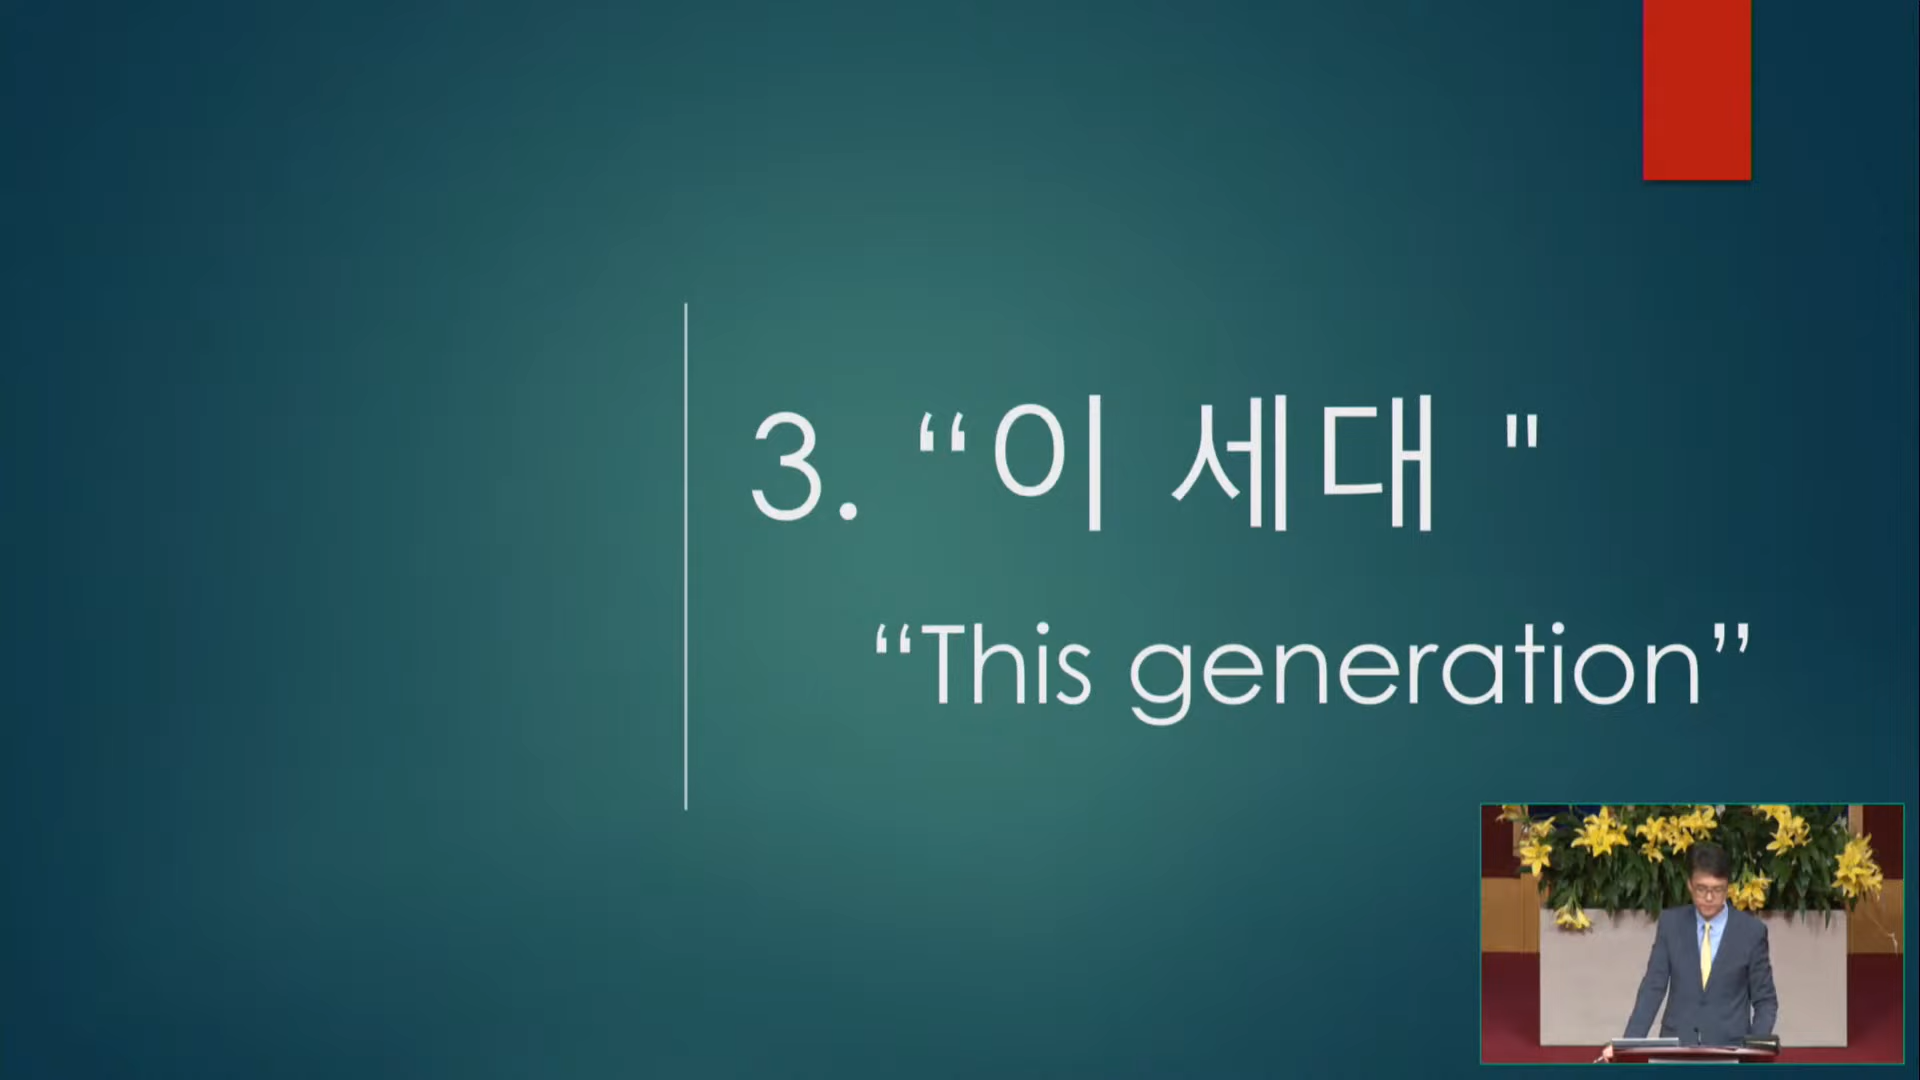 3. “이 세대 "
“This generation”